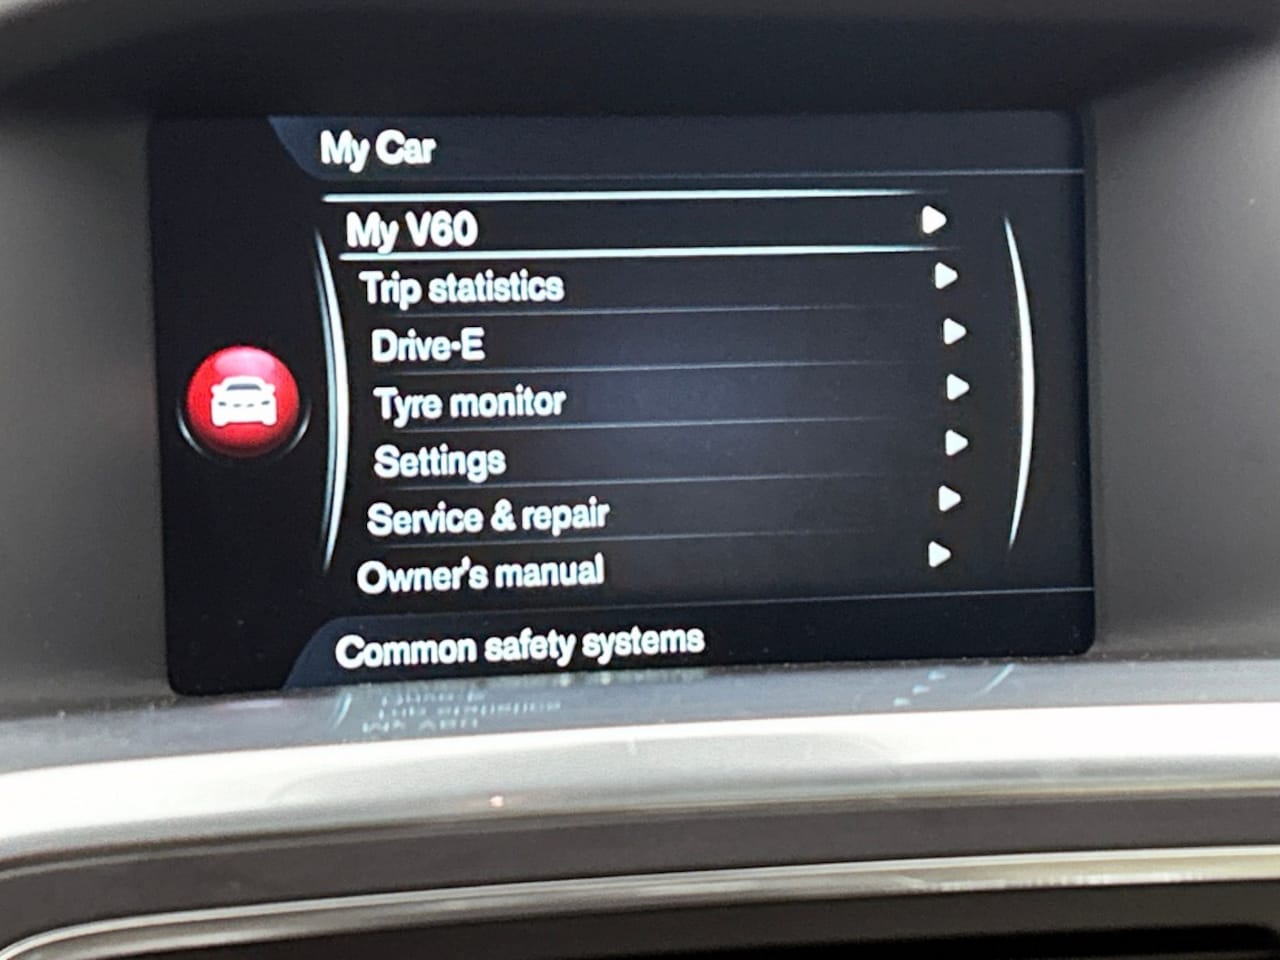 My Car
My V60
Trip statistics
Drive-E
Tyre monitor
Settings
Service & repair
Owner's manual
Common safety systems